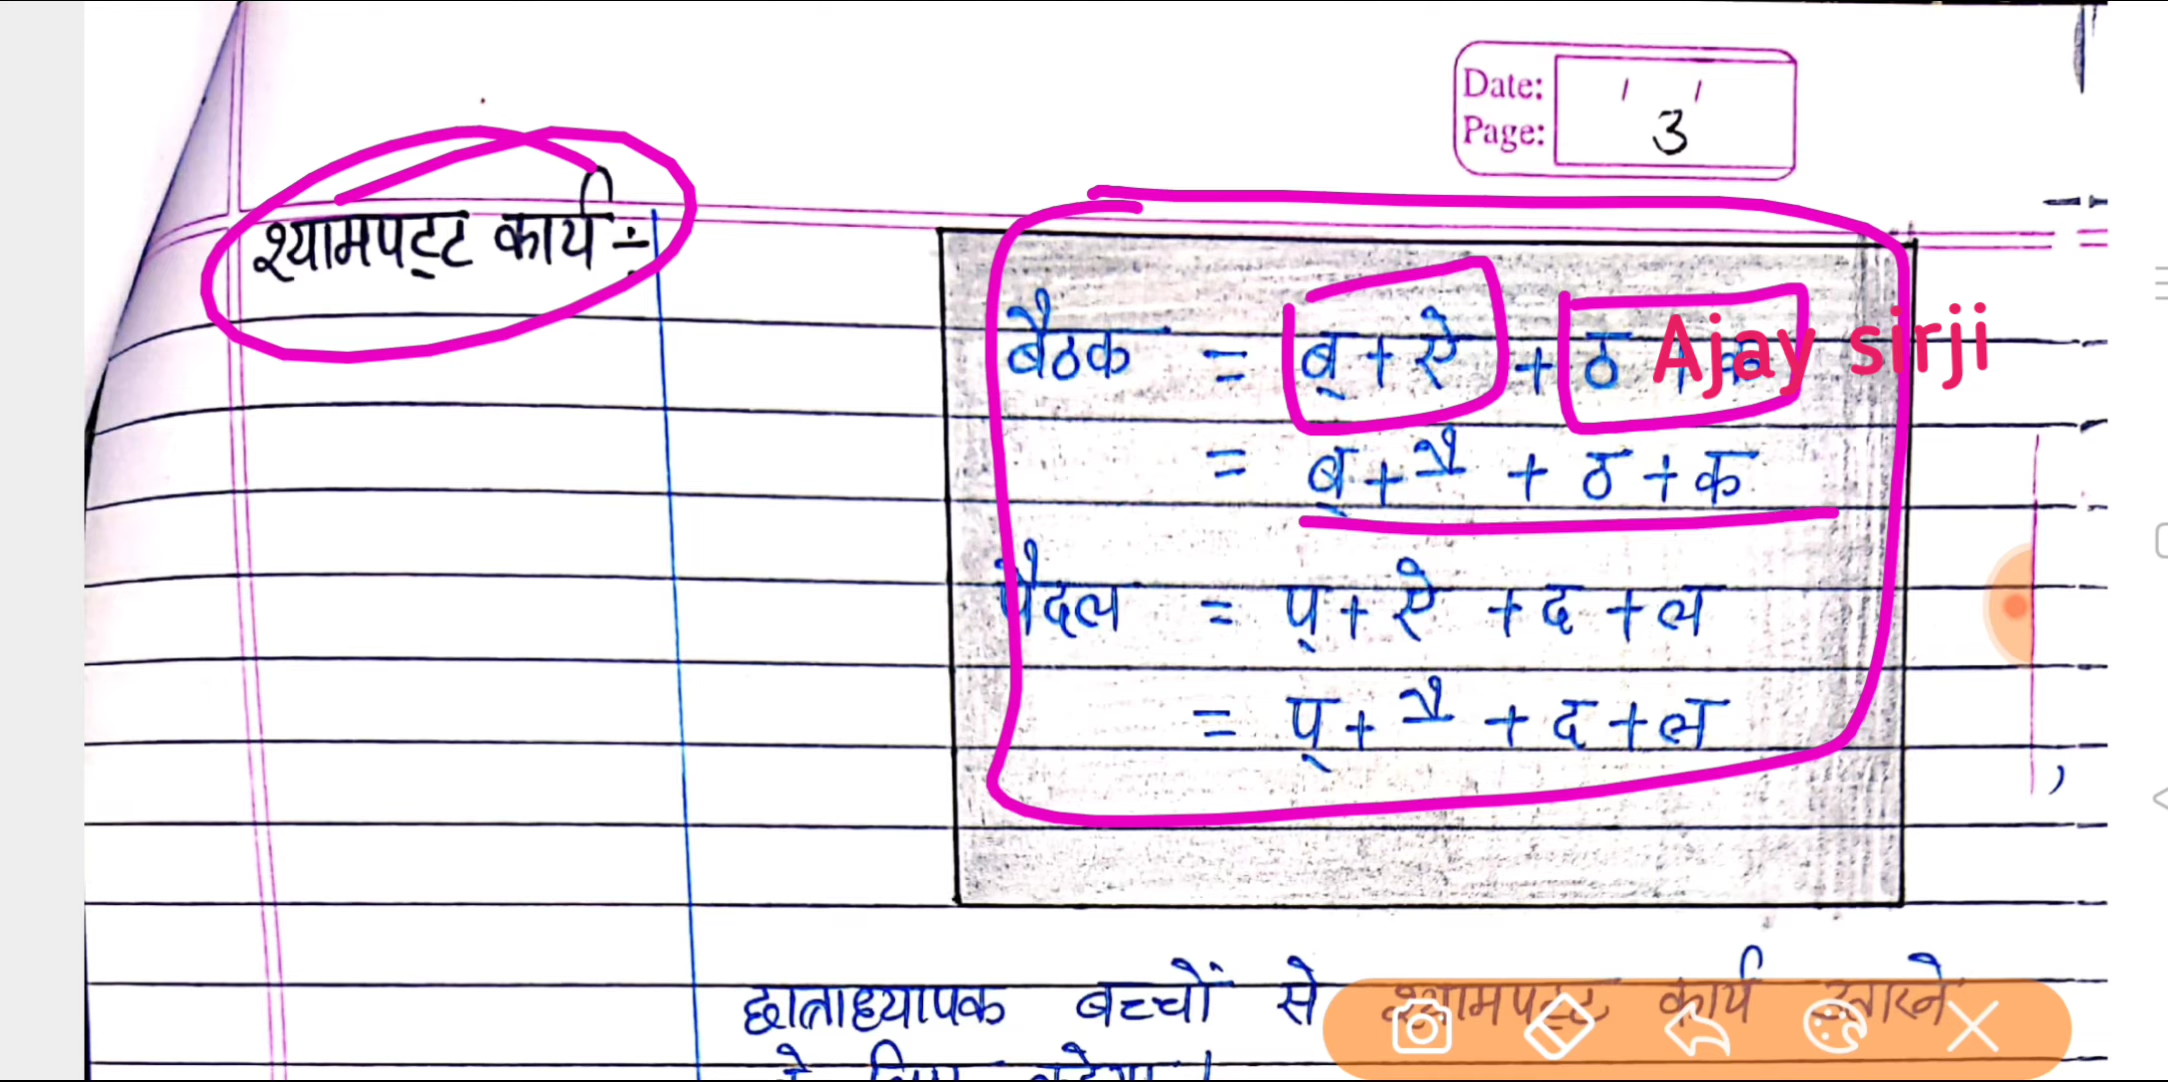 Date:
Page: 3
श्यामपट्ट कार्य ÷
बैठक = ब् + ऐ + ठ + क
Ajay sirji
= ब् + ै + ठ + क
पैदल = प् + ऐ + द + ल
= प् + ै + द + ल
छात्राध्यापक बच्चों से श्यामपट्ट कार्य उतारने